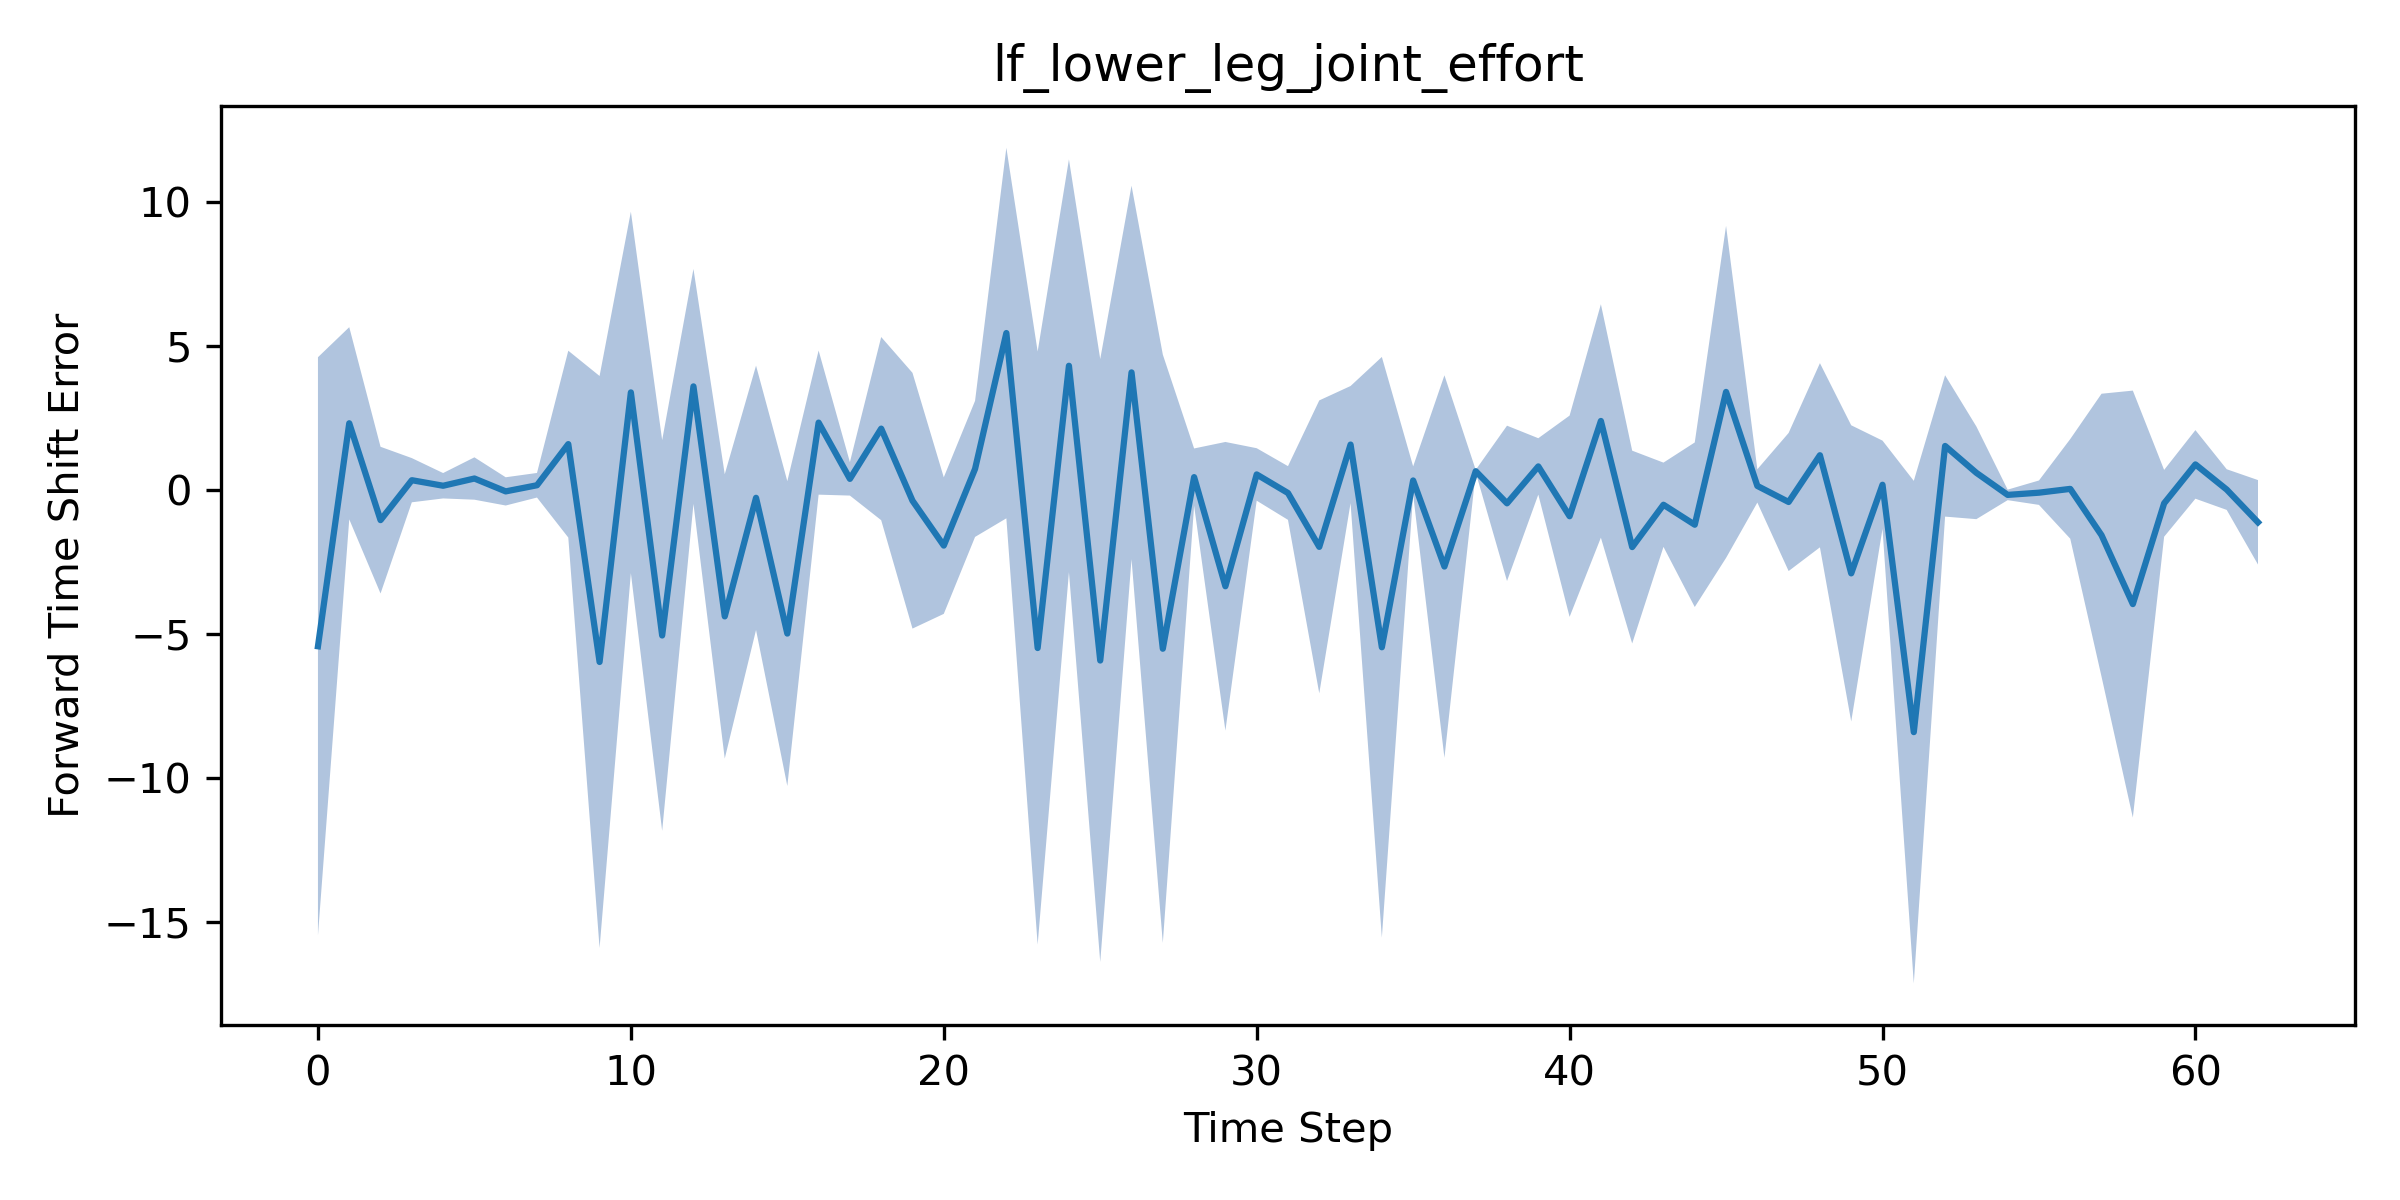 lf_lower_leg_joint_effort
Forward Time Shift Error
10
5
0
−5
−10
−15
0 10 20 30 40 50 60
Time Step